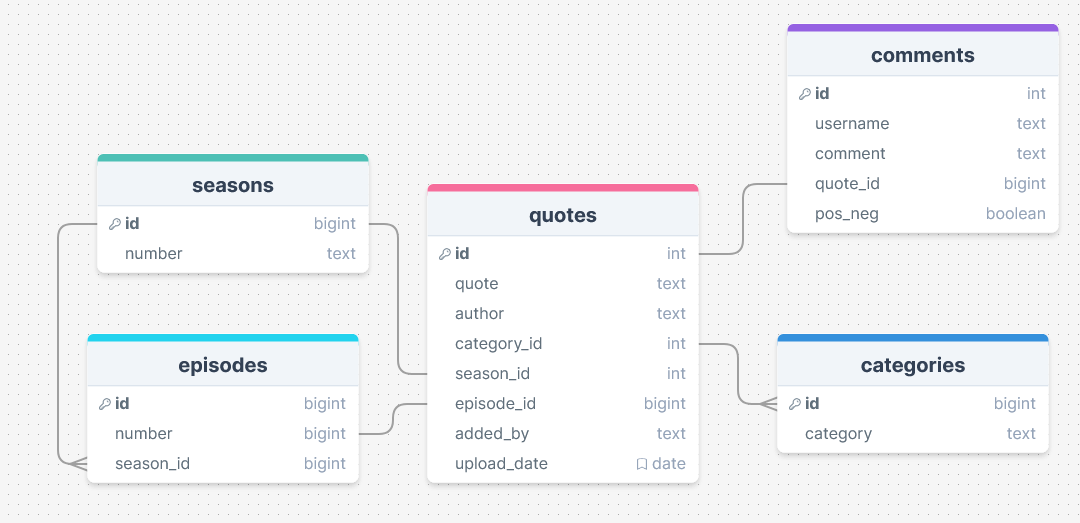 comments
id int
username text
comment text
quote_id bigint
pos_neg boolean
seasons
id bigint
number text
quotes
id int
quote text
author text
category_id int
season_id int
episode_id bigint
added_by text
upload_date date
episodes
id bigint
number bigint
season_id bigint
categories
id bigint
category text